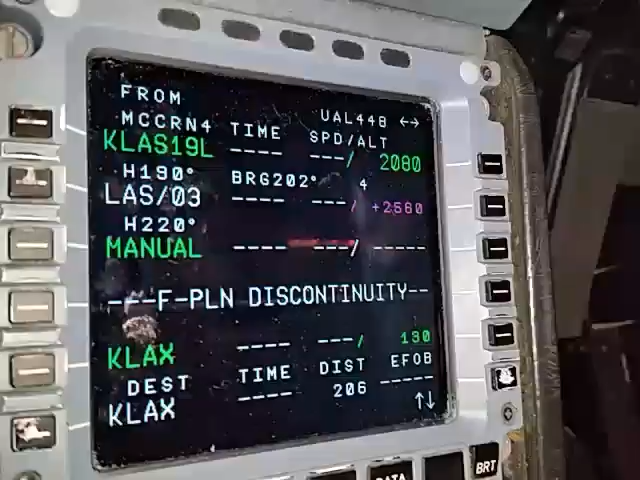 FROM UAL448 ←→
MCCRN4 TIME SPD/ALT
KLAS19L ---- ---/ 2080
H190° BRG202° 4
LAS/03 ---- ---/ +2560
H220°
MANUAL ---- ---/ -----
---F-PLN DISCONTINUITY--
KLAX ---- ---/ 130
DEST TIME DIST EFOB
KLAX ---- 206 -----
↑↓
DATA
BRT